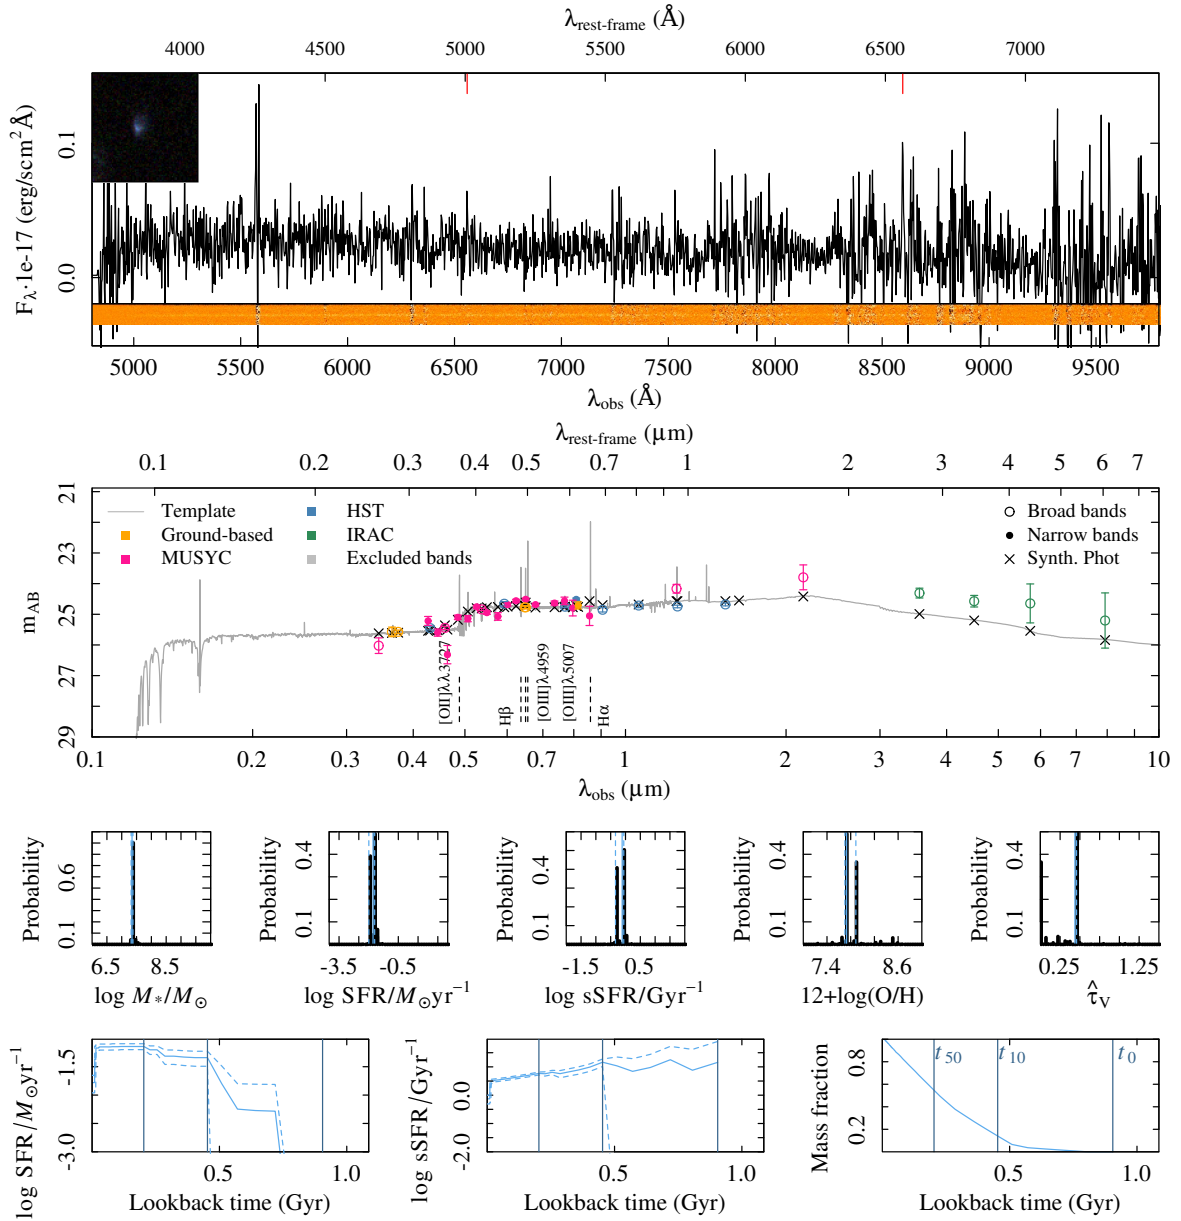 λrest-frame (Å)
4000 4500 5000 5500 6000 6500 7000
Fλ·1e-17 (erg/scm²Å)
0.0 0.1
5000 5500 6000 6500 7000 7500 8000 8500 9000 9500
λobs (Å)
λrest-frame (μm)
0.1 0.2 0.3 0.4 0.5 0.7 1 2 3 4 5 6 7
mAB
21
23
25
27
29
Template
Ground-based
MUSYC
HST
IRAC
Excluded bands
Broad bands
Narrow bands
Synth. Phot
[OII]λλ3727
Hβ
[OIII]λ4959
[OIII]λ5007
Hα
0.1 0.2 0.3 0.4 0.5 0.7 1 2 3 4 5 6 7 10
λobs (μm)
Probability
0.1 0.6
6.5 8.5
log M*/M⊙
Probability
0.1 0.4
-3.5 -0.5
log SFR/M⊙yr⁻¹
Probability
0.1 0.4
-1.5 0.5
log sSFR/Gyr⁻¹
Probability
0.1 0.4
7.4 8.6
12+log(O/H)
Probability
0.1 0.4
0.25 1.25
τ̂V
log SFR/M⊙yr⁻¹
-3.0 -1.5
0.5 1.0
Lookback time (Gyr)
log sSFR/Gyr⁻¹
-2.0 0.0
0.5 1.0
Lookback time (Gyr)
Mass fraction
0.2 0.8
t50 t10 t0
0.5 1.0
Lookback time (Gyr)